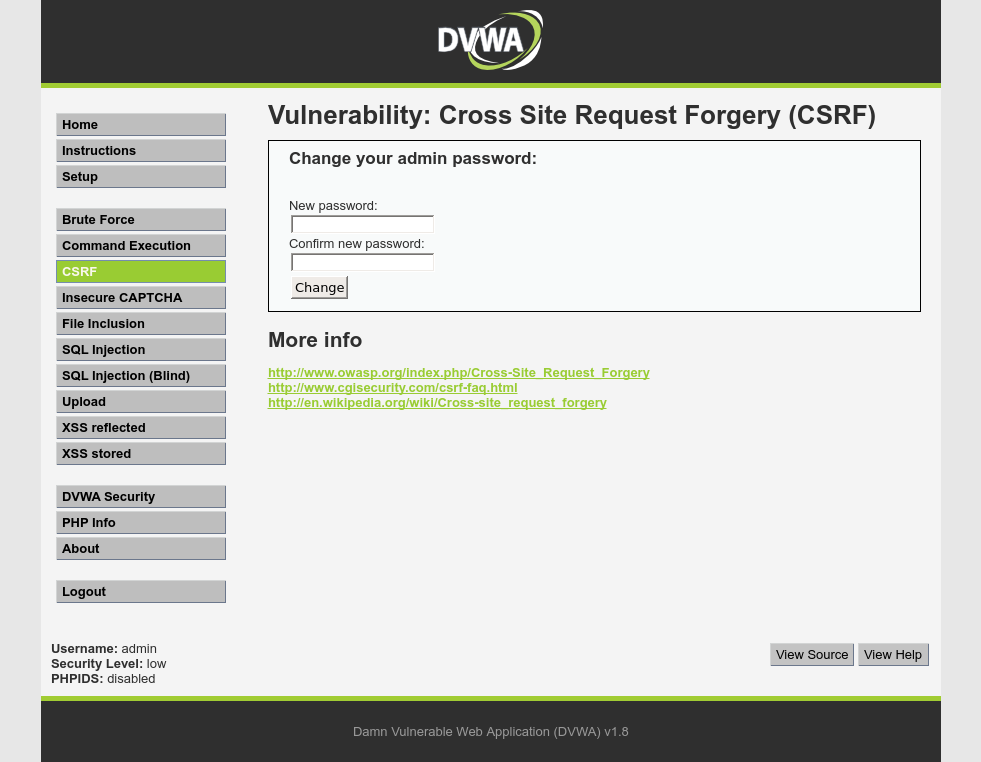 DVWA
Home
Instructions
Setup
Brute Force
Command Execution
CSRF
Insecure CAPTCHA
File Inclusion
SQL Injection
SQL Injection (Blind)
Upload
XSS reflected
XSS stored
DVWA Security
PHP Info
About
Logout
Vulnerability: Cross Site Request Forgery (CSRF)
Change your admin password:
New password:
Confirm new password:
Change
More info
http://www.owasp.org/index.php/Cross-Site_Request_Forgery
http://www.cgisecurity.com/csrf-faq.html
http://en.wikipedia.org/wiki/Cross-site_request_forgery
Username: admin
Security Level: low
PHPIDS: disabled
View Source View Help
Damn Vulnerable Web Application (DVWA) v1.8